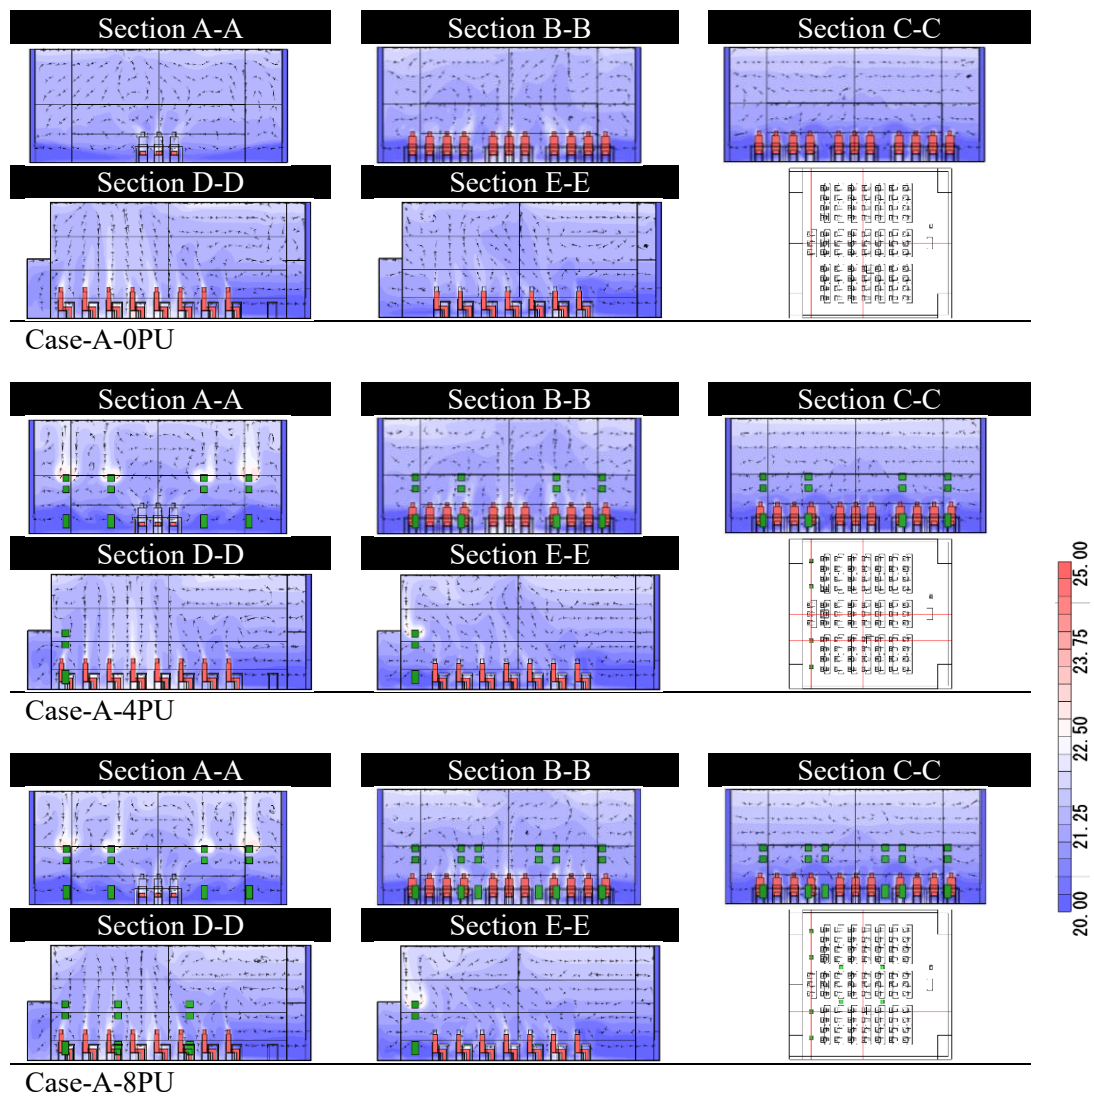 Section A-A
Section B-B
Section C-C
Section D-D
Section E-E
Case-A-0PU
Section A-A
Section B-B
Section C-C
Section D-D
Section E-E
Case-A-4PU
Section A-A
Section B-B
Section C-C
Section D-D
Section E-E
Case-A-8PU
25.00
23.75
22.50
21.25
20.00